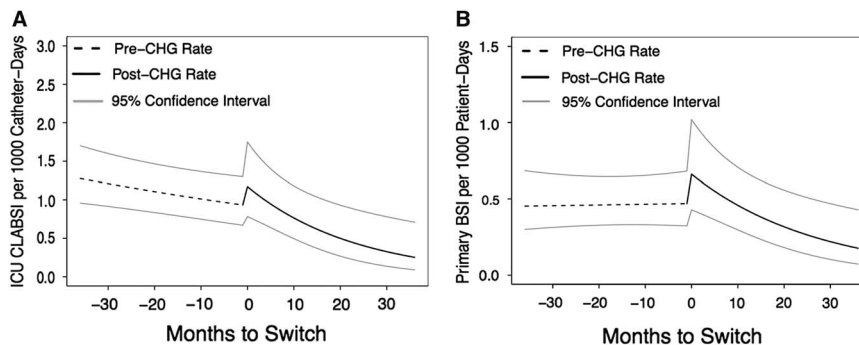 A
ICU CLABSI per 1000 Catheter-Days
3.0
2.5
2.0
1.5
1.0
0.5
0.0
Pre-CHG Rate
Post-CHG Rate
95% Confidence Interval
-30 -20 -10 0 10 20 30
Months to Switch
B
Primary BSI per 1000 Patient-Days
1.5
1.0
0.5
0.0
Pre-CHG Rate
Post-CHG Rate
95% Confidence Interval
-30 -20 -10 0 10 20 30
Months to Switch